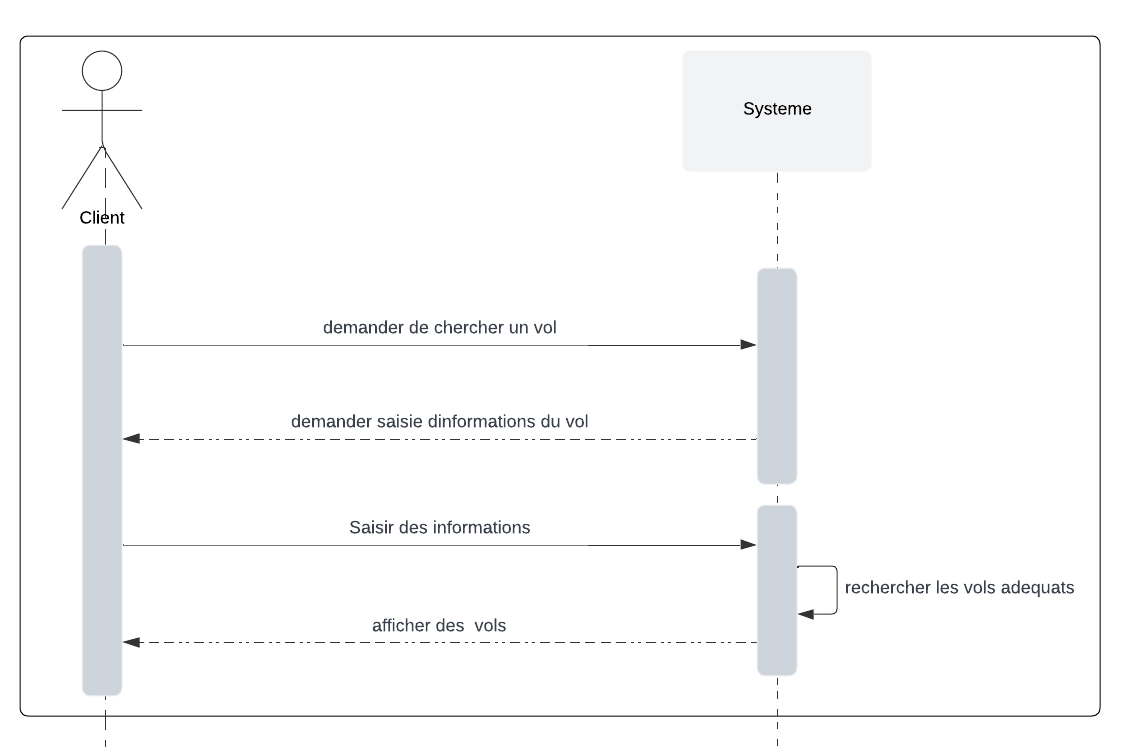 Systeme
Client
demander de chercher un vol
demander saisie dinformations du vol
Saisir des informations
rechercher les vols adequats
afficher des  vols